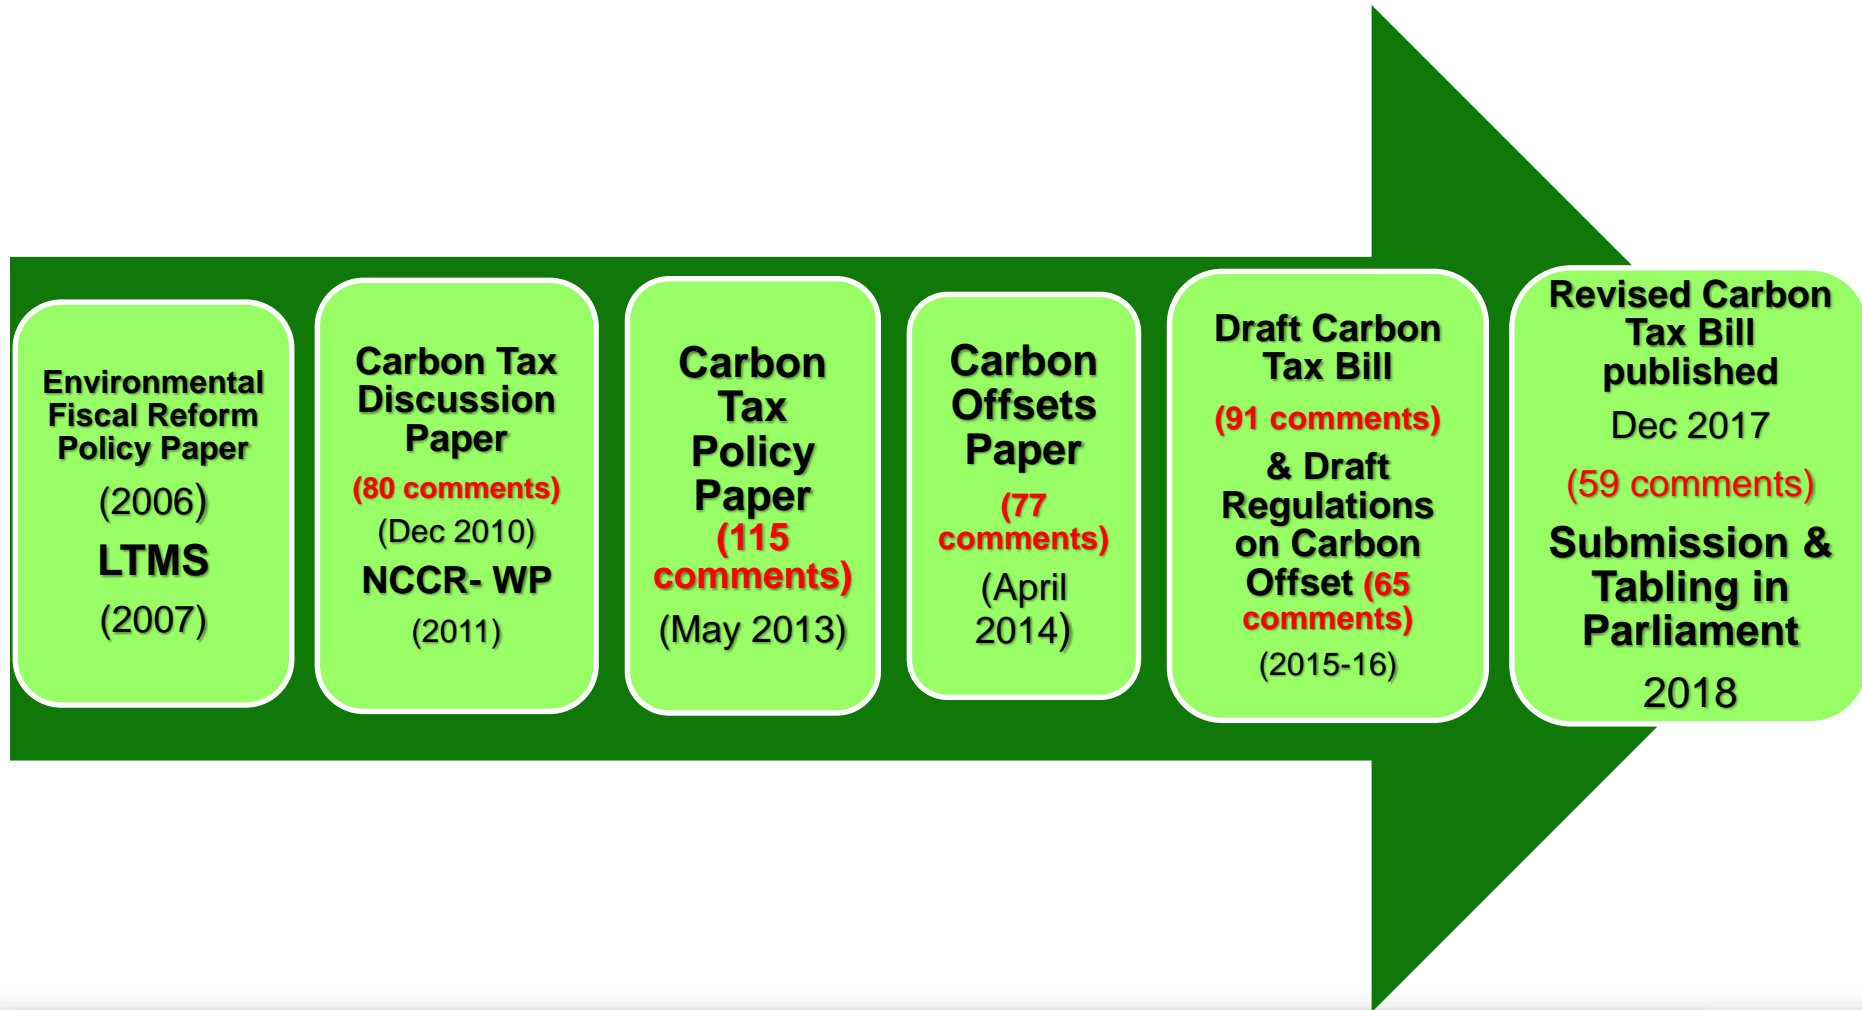 Environmental
Fiscal Reform
Policy Paper
(2006)
LTMS
(2007)
Carbon Tax
Discussion
Paper
(80 comments)
(Dec 2010)
NCCR- WP
(2011)
Carbon
Tax
Policy
Paper
(115
comments)
(May 2013)
Carbon
Offsets
Paper
(77
comments)
(April
2014)
Draft Carbon
Tax Bill
(91 comments)
& Draft
Regulations
on Carbon
Offset (65
comments)
(2015-16)
Revised Carbon
Tax Bill
published
Dec 2017
(59 comments)
Submission &
Tabling in
Parliament
2018